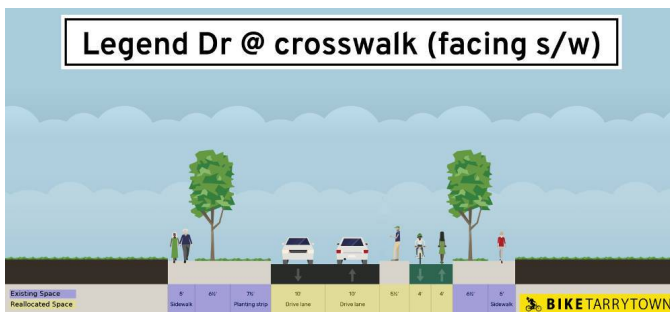 Legend Dr @ crosswalk (facing s/w)
Existing Space 8' 6½' 7½' 10' 10' 5½' 4' 4' 4½' 6'
Reallocated Space Sidewalk Planting strip Drive lane Drive lane Sidewalk
BIKETARRYTOWN